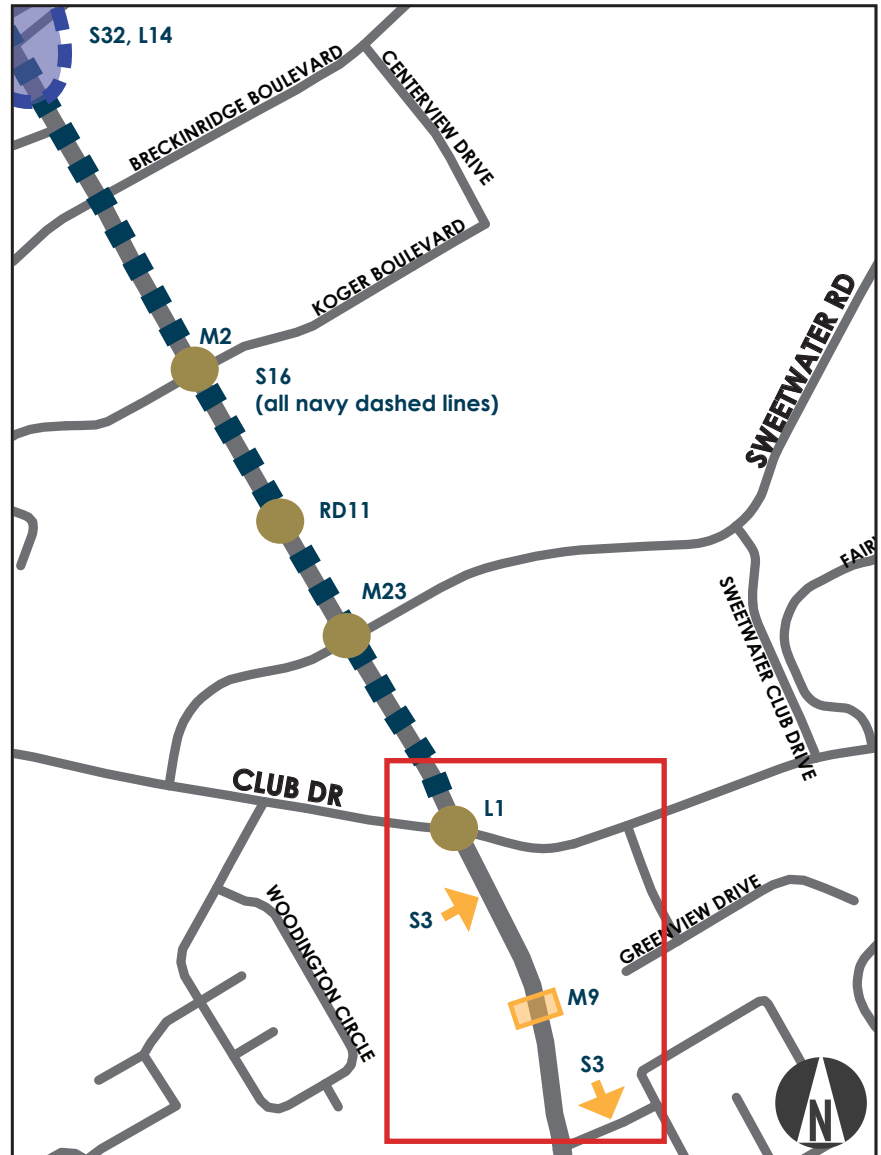 S32, L14
BRECKINRIDGE BOULEVARD
CENTERVIEW DRIVE
KOGER BOULEVARD
M2
S16
(all navy dashed lines)
SWEETWATER RD
RD11
M23
SWEETWATER CLUB DRIVE
CLUB DR
L1
S3
WOODINGTON CIRCLE
GREENVIEW DRIVE
M9
S3
N